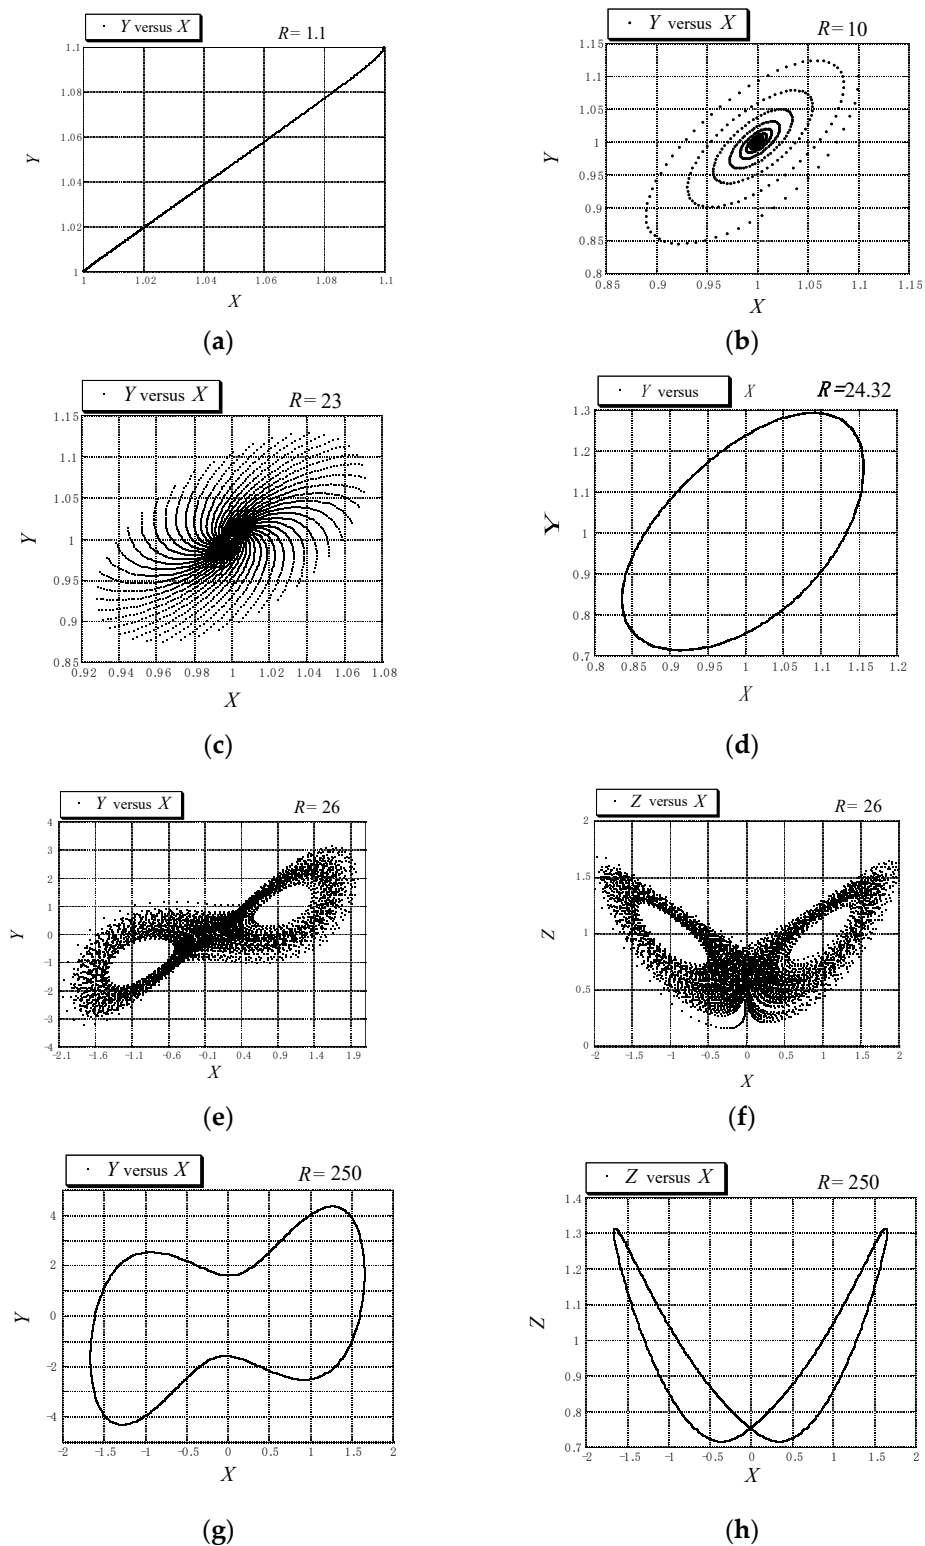 Y versus X
R= 1.1
1.1
1.08
1.06
1.04
1.02
1
Y
1 1.02 1.04 1.06 1.08 1.1
X
(a)
Y versus X
R=10
1.15
1.1
1.05
1
0.95
0.9
0.85
0.8
Y
0.85 0.9 0.95 1 1.05 1.1 1.15
X
(b)
Y versus X
R= 23
1.15
1.1
1.05
1
0.95
0.9
0.85
Y
0.92 0.94 0.96 0.98 1 1.02 1.04 1.06 1.08
X
(c)
Y versus X
R=24.32
1.3
1.2
1.1
1
0.9
0.8
0.7
Y
0.8 0.85 0.9 0.95 1 1.05 1.1 1.15 1.2
X
(d)
Y versus X
R= 26
4
3
2
1
0
-1
-2
-3
-4
Y
-2.1 -1.6 -1.1 -0.6 -0.1 0.4 0.9 1.4 1.9
X
(e)
Z versus X
R= 26
2
1.5
1
0.5
0
Z
-2 -1.5 -1 -0.5 0 0.5 1 1.5 2
X
(f)
Y versus X
R= 250
4
2
0
-2
-4
Y
-2 -1.5 -1 -0.5 0 0.5 1 1.5 2
X
(g)
Z versus X
R= 250
1.4
1.3
1.2
1.1
1
0.9
0.8
0.7
Z
-2 -1.5 -1 -0.5 0 0.5 1 1.5 2
X
(h)